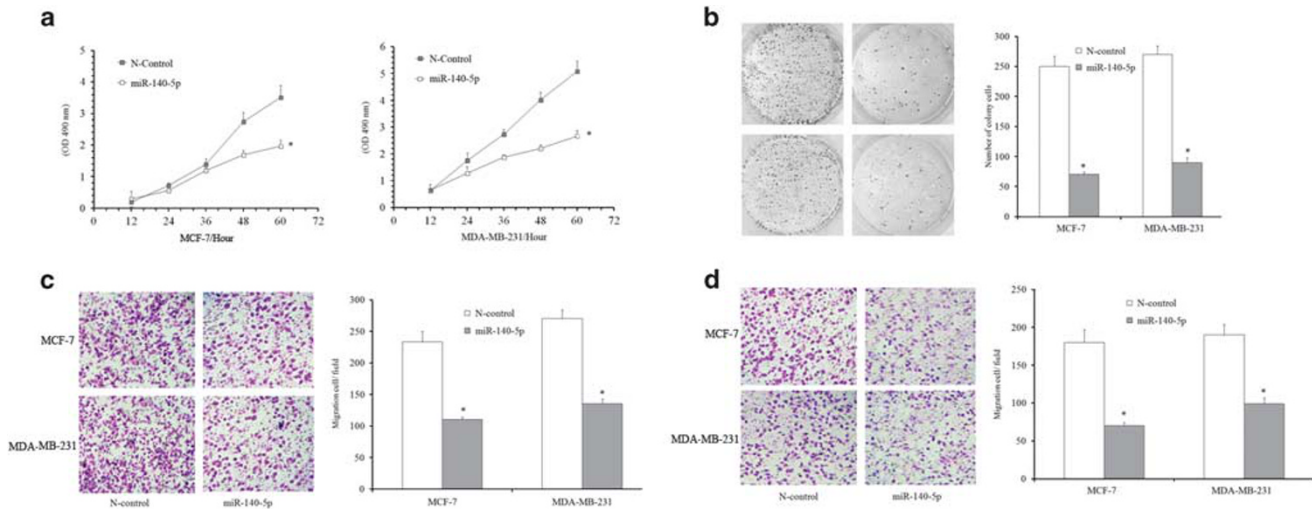 a
N-Control
miR-140-5p
(OD 490 nm)
5
4
3
2
1
0
0 12 24 36 48 60 72
MCF-7/Hour
*
N-Control
miR-140-5p
(OD 490 nm)
6
5
4
3
2
1
0
0 12 24 36 48 60 72
MDA-MB-231/Hour
*
b
N-control
miR-140-5p
Number of colony cells
300
250
200
150
100
50
0
* *
MCF-7 MDA-MB-231
c
MCF-7
MDA-MB-231
N-control miR-140-5p
N-control
miR-140-5p
Migration cell/ field
300
250
200
150
100
50
0
* *
MCF-7 MDA-MB-231
d
MCF-7
MDA-MB-231
N-control miR-140-5p
N-control
miR-140-5p
Migration cell/ field
250
200
150
100
50
0
* *
MCF-7 MDA-MB-231